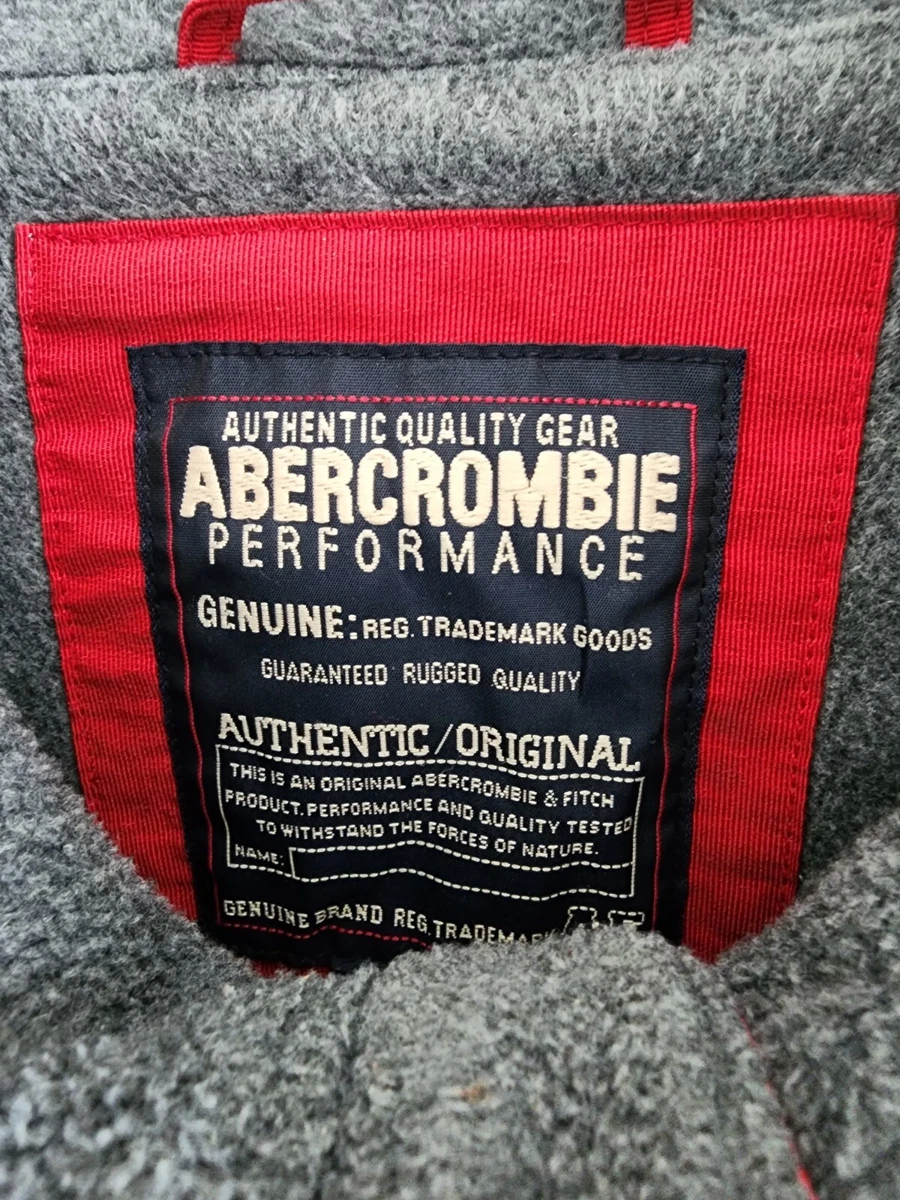 AUTHENTIC QUALITY GEAR
ABERCROMBIE
PERFORMANCE
GENUINE: REG. TRADEMARK GOODS
GUARANTEED RUGGED QUALITY
AUTHENTIC/ORIGINAL
THIS IS AN ORIGINAL ABERCROMBIE & FITCH
PRODUCT. PERFORMANCE AND QUALITY TESTED
TO WITHSTAND THE FORCES OF NATURE.
NAME:
GENUINE BRAND REG. TRADEMARK